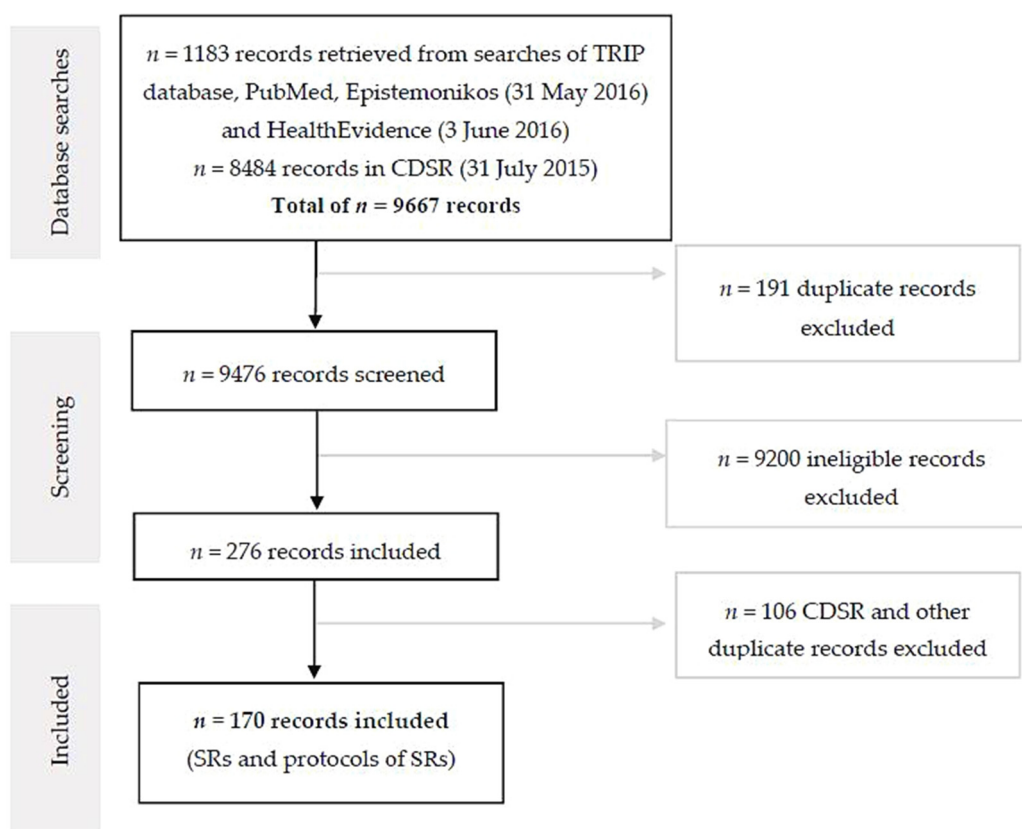 Database searches
n = 1183 records retrieved from searches of TRIP
database, PubMed, Epistemonikos (31 May 2016)
and HealthEvidence (3 June 2016)
n = 8484 records in CDSR (31 July 2015)
Total of n = 9667 records
n = 191 duplicate records
excluded
Screening
n = 9476 records screened
n = 9200 ineligible records
excluded
n = 276 records included
n = 106 CDSR and other
duplicate records excluded
Included
n = 170 records included
(SRs and protocols of SRs)